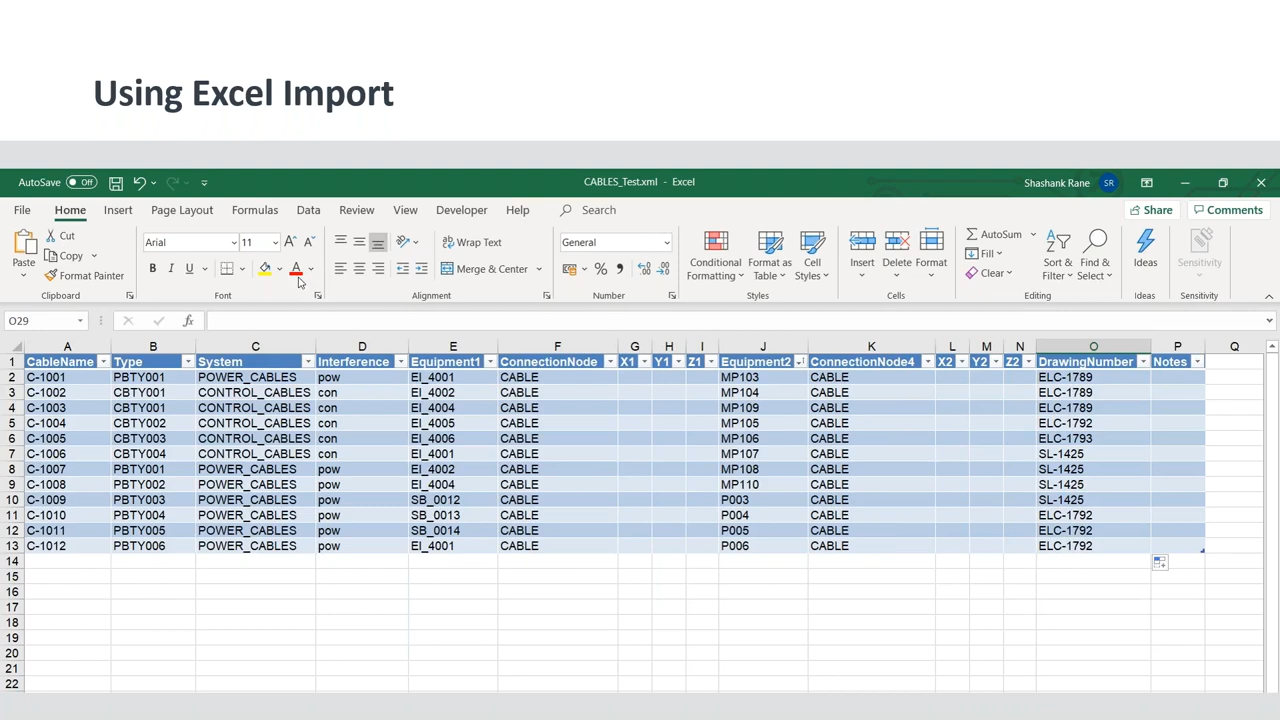 Using Excel Import
AutoSave Off CABLES_Test.xml - Excel Shashank Rane SR
File Home Insert Page Layout Formulas Data Review View Developer Help Search Share Comments
Paste Cut Copy Format Painter
Clipboard
Arial 11
B I U A
Font
Wrap Text
Merge & Center
Alignment
General
Number
Conditional Formatting Format as Table Cell Styles
Styles
Insert Delete Format
Cells
AutoSum Fill Clear Sort & Filter Find & Select
Editing
Ideas
Ideas
Sensitivity
Sensitivity
O29 fx
A B C D E F G H I J K L M N O P Q
1 CableName Type System Interference Equipment1 ConnectionNode X1 Y1 Z1 Equipment2 ConnectionNode4 X2 Y2 Z2 DrawingNumber Notes
2 C-1001 PBTY001 POWER_CABLES pow EI_4001 CABLE MP103 CABLE ELC-1789
3 C-1002 CBTY001 CONTROL_CABLES con EI_4002 CABLE MP104 CABLE ELC-1789
4 C-1003 CBTY001 CONTROL_CABLES con EI_4004 CABLE MP109 CABLE ELC-1789
5 C-1004 CBTY002 CONTROL_CABLES con EI_4005 CABLE MP105 CABLE ELC-1792
6 C-1005 CBTY003 CONTROL_CABLES con EI_4006 CABLE MP106 CABLE ELC-1793
7 C-1006 CBTY004 CONTROL_CABLES con EI_4001 CABLE MP107 CABLE SL-1425
8 C-1007 PBTY001 POWER_CABLES pow EI_4002 CABLE MP108 CABLE SL-1425
9 C-1008 PBTY002 POWER_CABLES pow EI_4004 CABLE MP110 CABLE SL-1425
10 C-1009 PBTY003 POWER_CABLES pow SB_0012 CABLE P003 CABLE SL-1425
11 C-1010 PBTY004 POWER_CABLES pow SB_0013 CABLE P004 CABLE ELC-1792
12 C-1011 PBTY005 POWER_CABLES pow SB_0014 CABLE P005 CABLE ELC-1792
13 C-1012 PBTY006 POWER_CABLES pow EI_4001 CABLE P006 CABLE ELC-1792
14
15
16
17
18
19
20
21
22